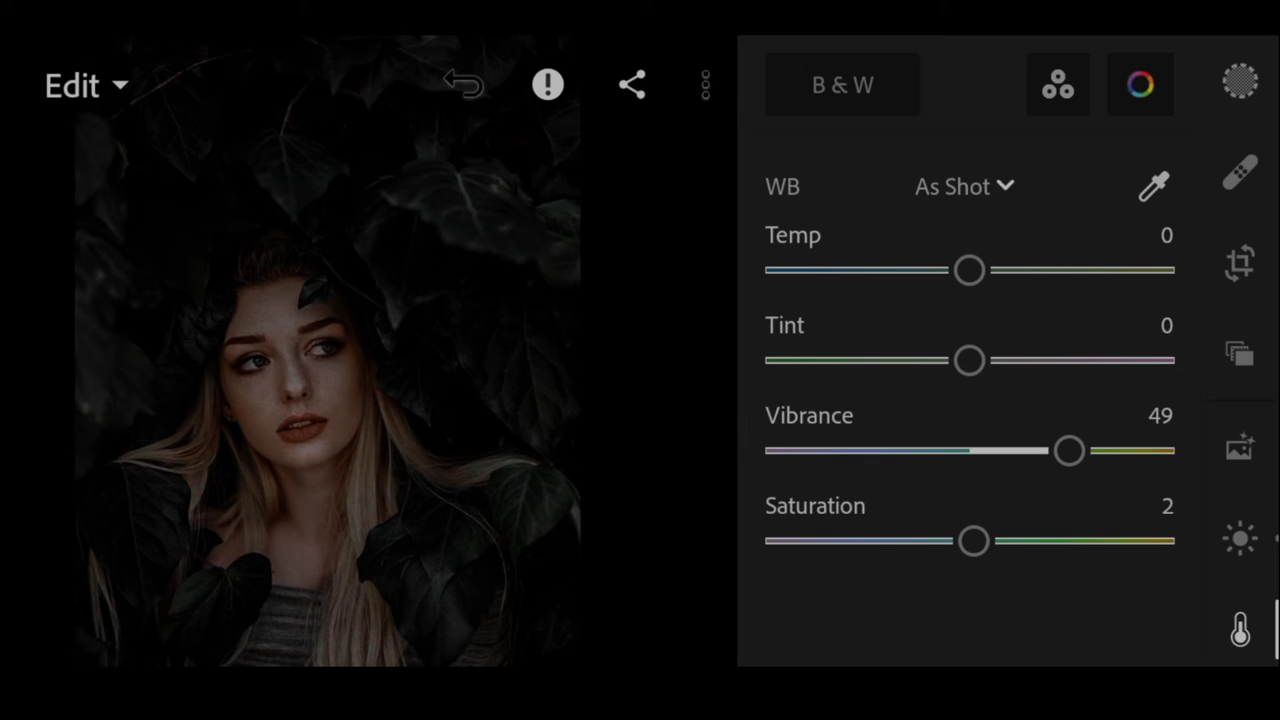 Edit
B & W
WB As Shot
Temp 0
Tint 0
Vibrance 49
Saturation 2